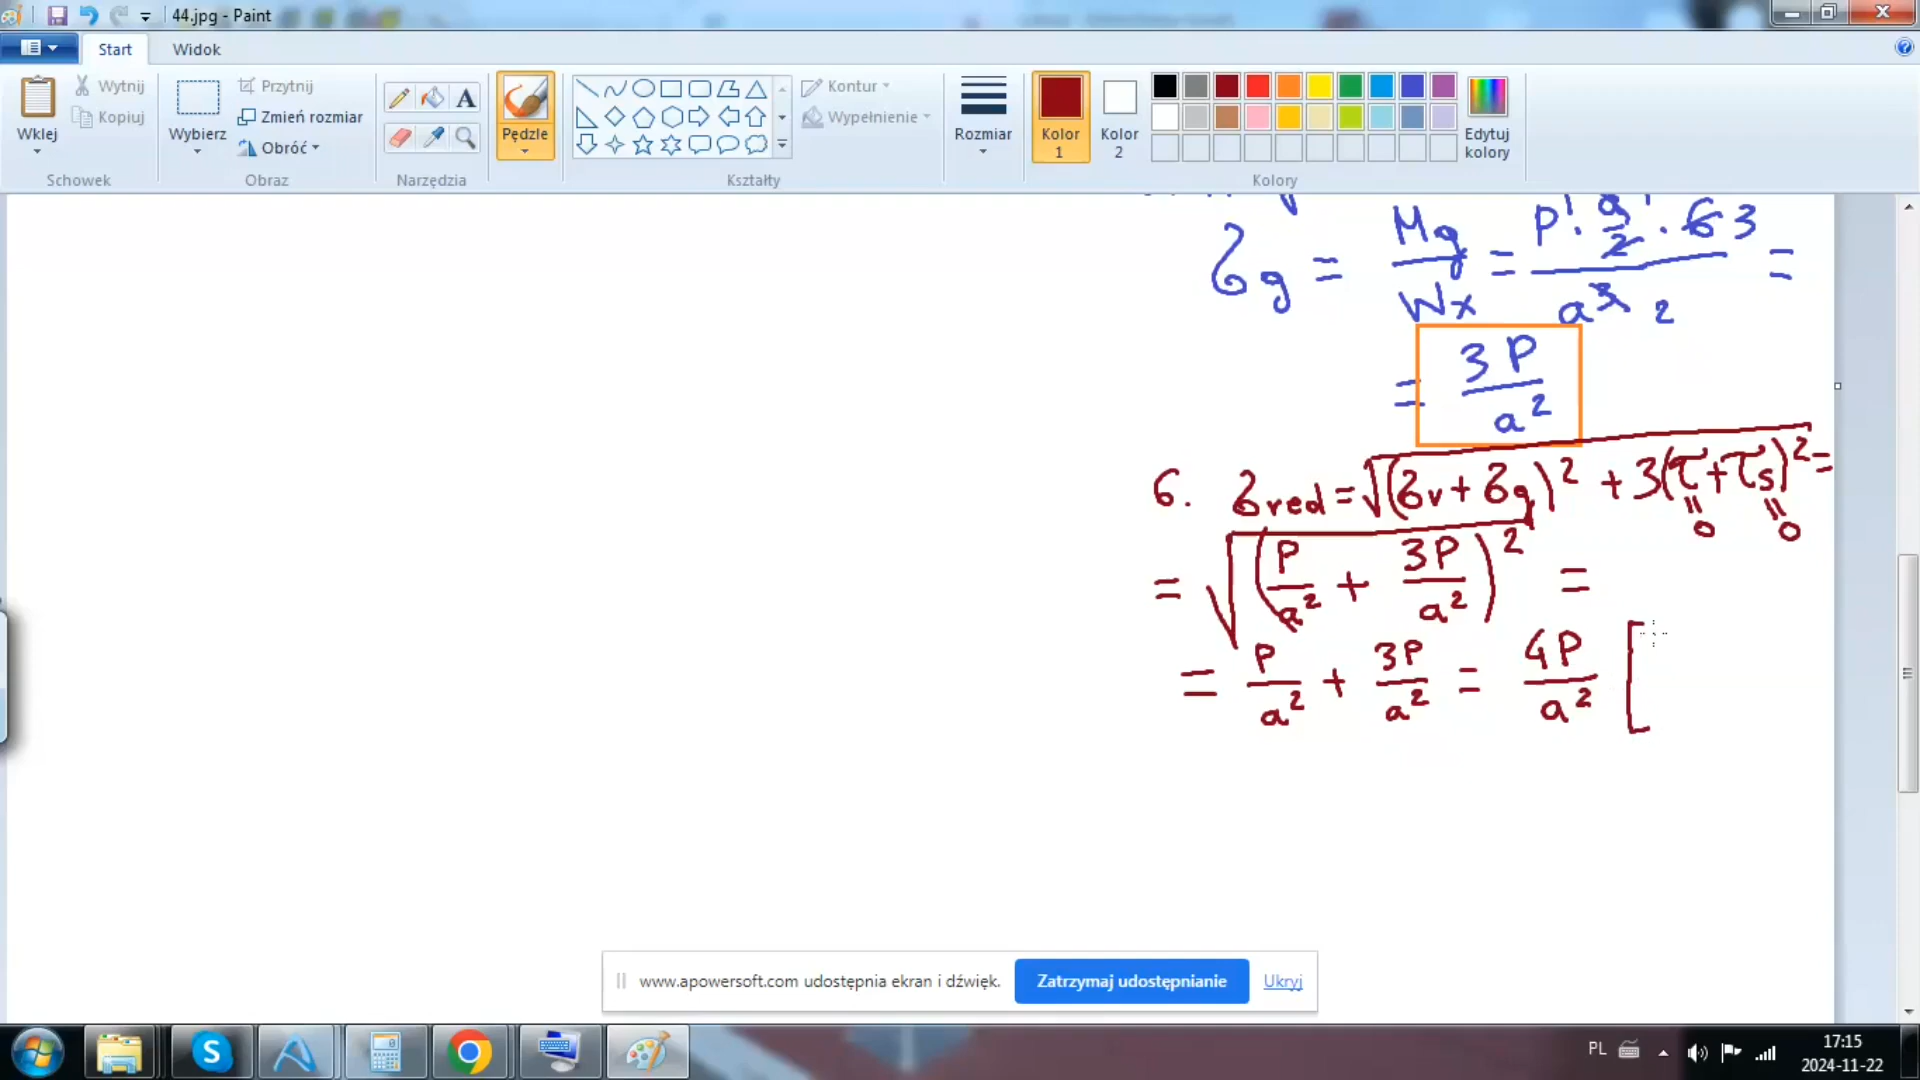 44.jpg - Paint
Start
Widok
Wklej
Wytnij
Kopiuj
Schowek
Wybierz
Przytnij
Zmień rozmiar
Obróć
Obraz
A
Narzędzia
Pędzle
Kształty
Kontur
Wypełnienie
Rozmiar
Kolor 1
Kolor 2
Edytuj kolory
Kolory
σg = Mg/Wx = P · a/2 · 6 3 / a³ 2 =
= 3P/a²
6. σred = √(σv + σg)² + 3(τ + τs)² =
= 0 = 0
= √(P/a² + 3P/a²)² =
= P/a² + 3P/a² = 4P/a² [
www.apowersoft.com udostępnia ekran i dźwięk.
Zatrzymaj udostępnianie
Ukryj
PL
17:15
2024-11-22